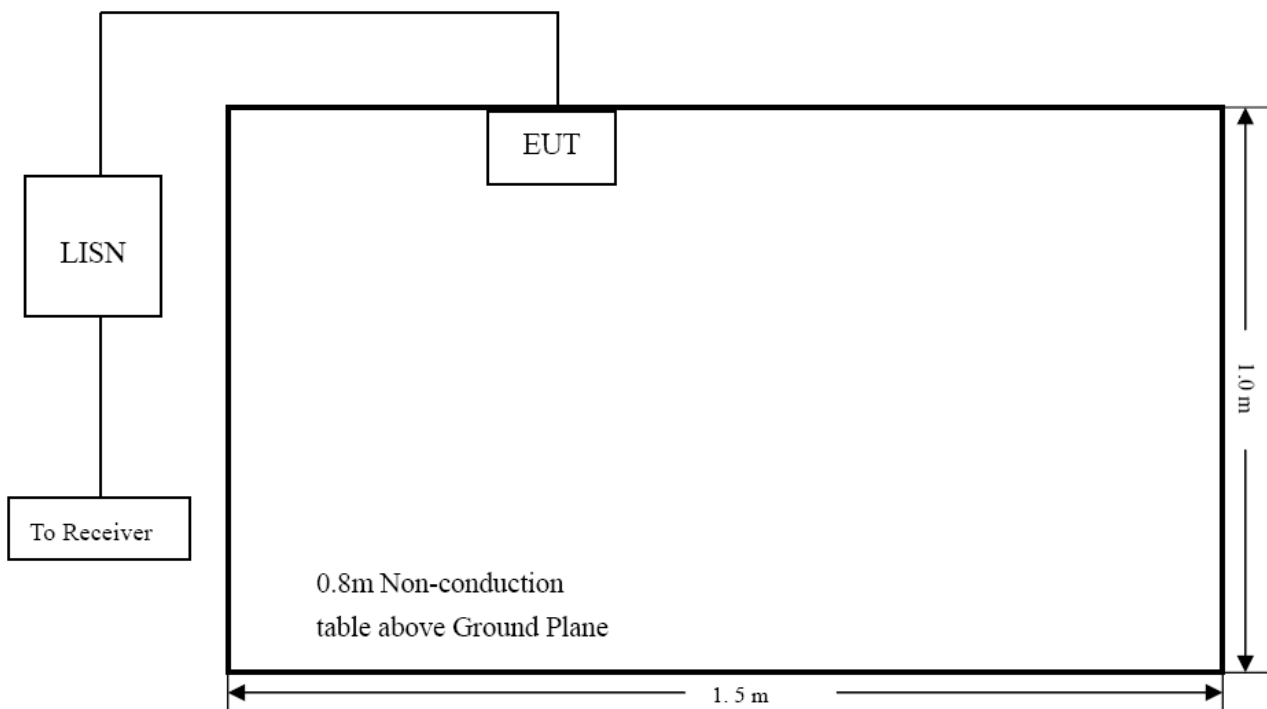 EUT
LISN
1.0 m
To Receiver
0.8m Non-conduction
table above Ground Plane
1. 5 m